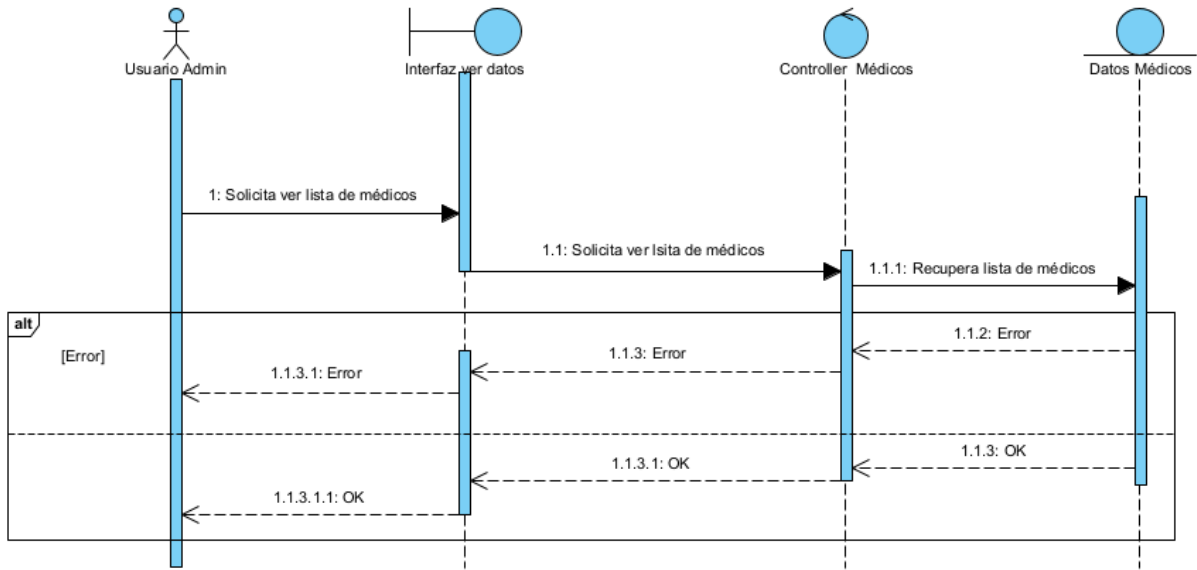 Usuario Admin
Interfaz ver datos
Controller Médicos
Datos Médicos
1: Solicita ver lista de médicos
1.1: Solicita ver lsita de médicos
1.1.1: Recupera lista de médicos
alt
[Error]
1.1.2: Error
1.1.3: Error
1.1.3.1: Error
1.1.3: OK
1.1.3.1: OK
1.1.3.1.1: OK